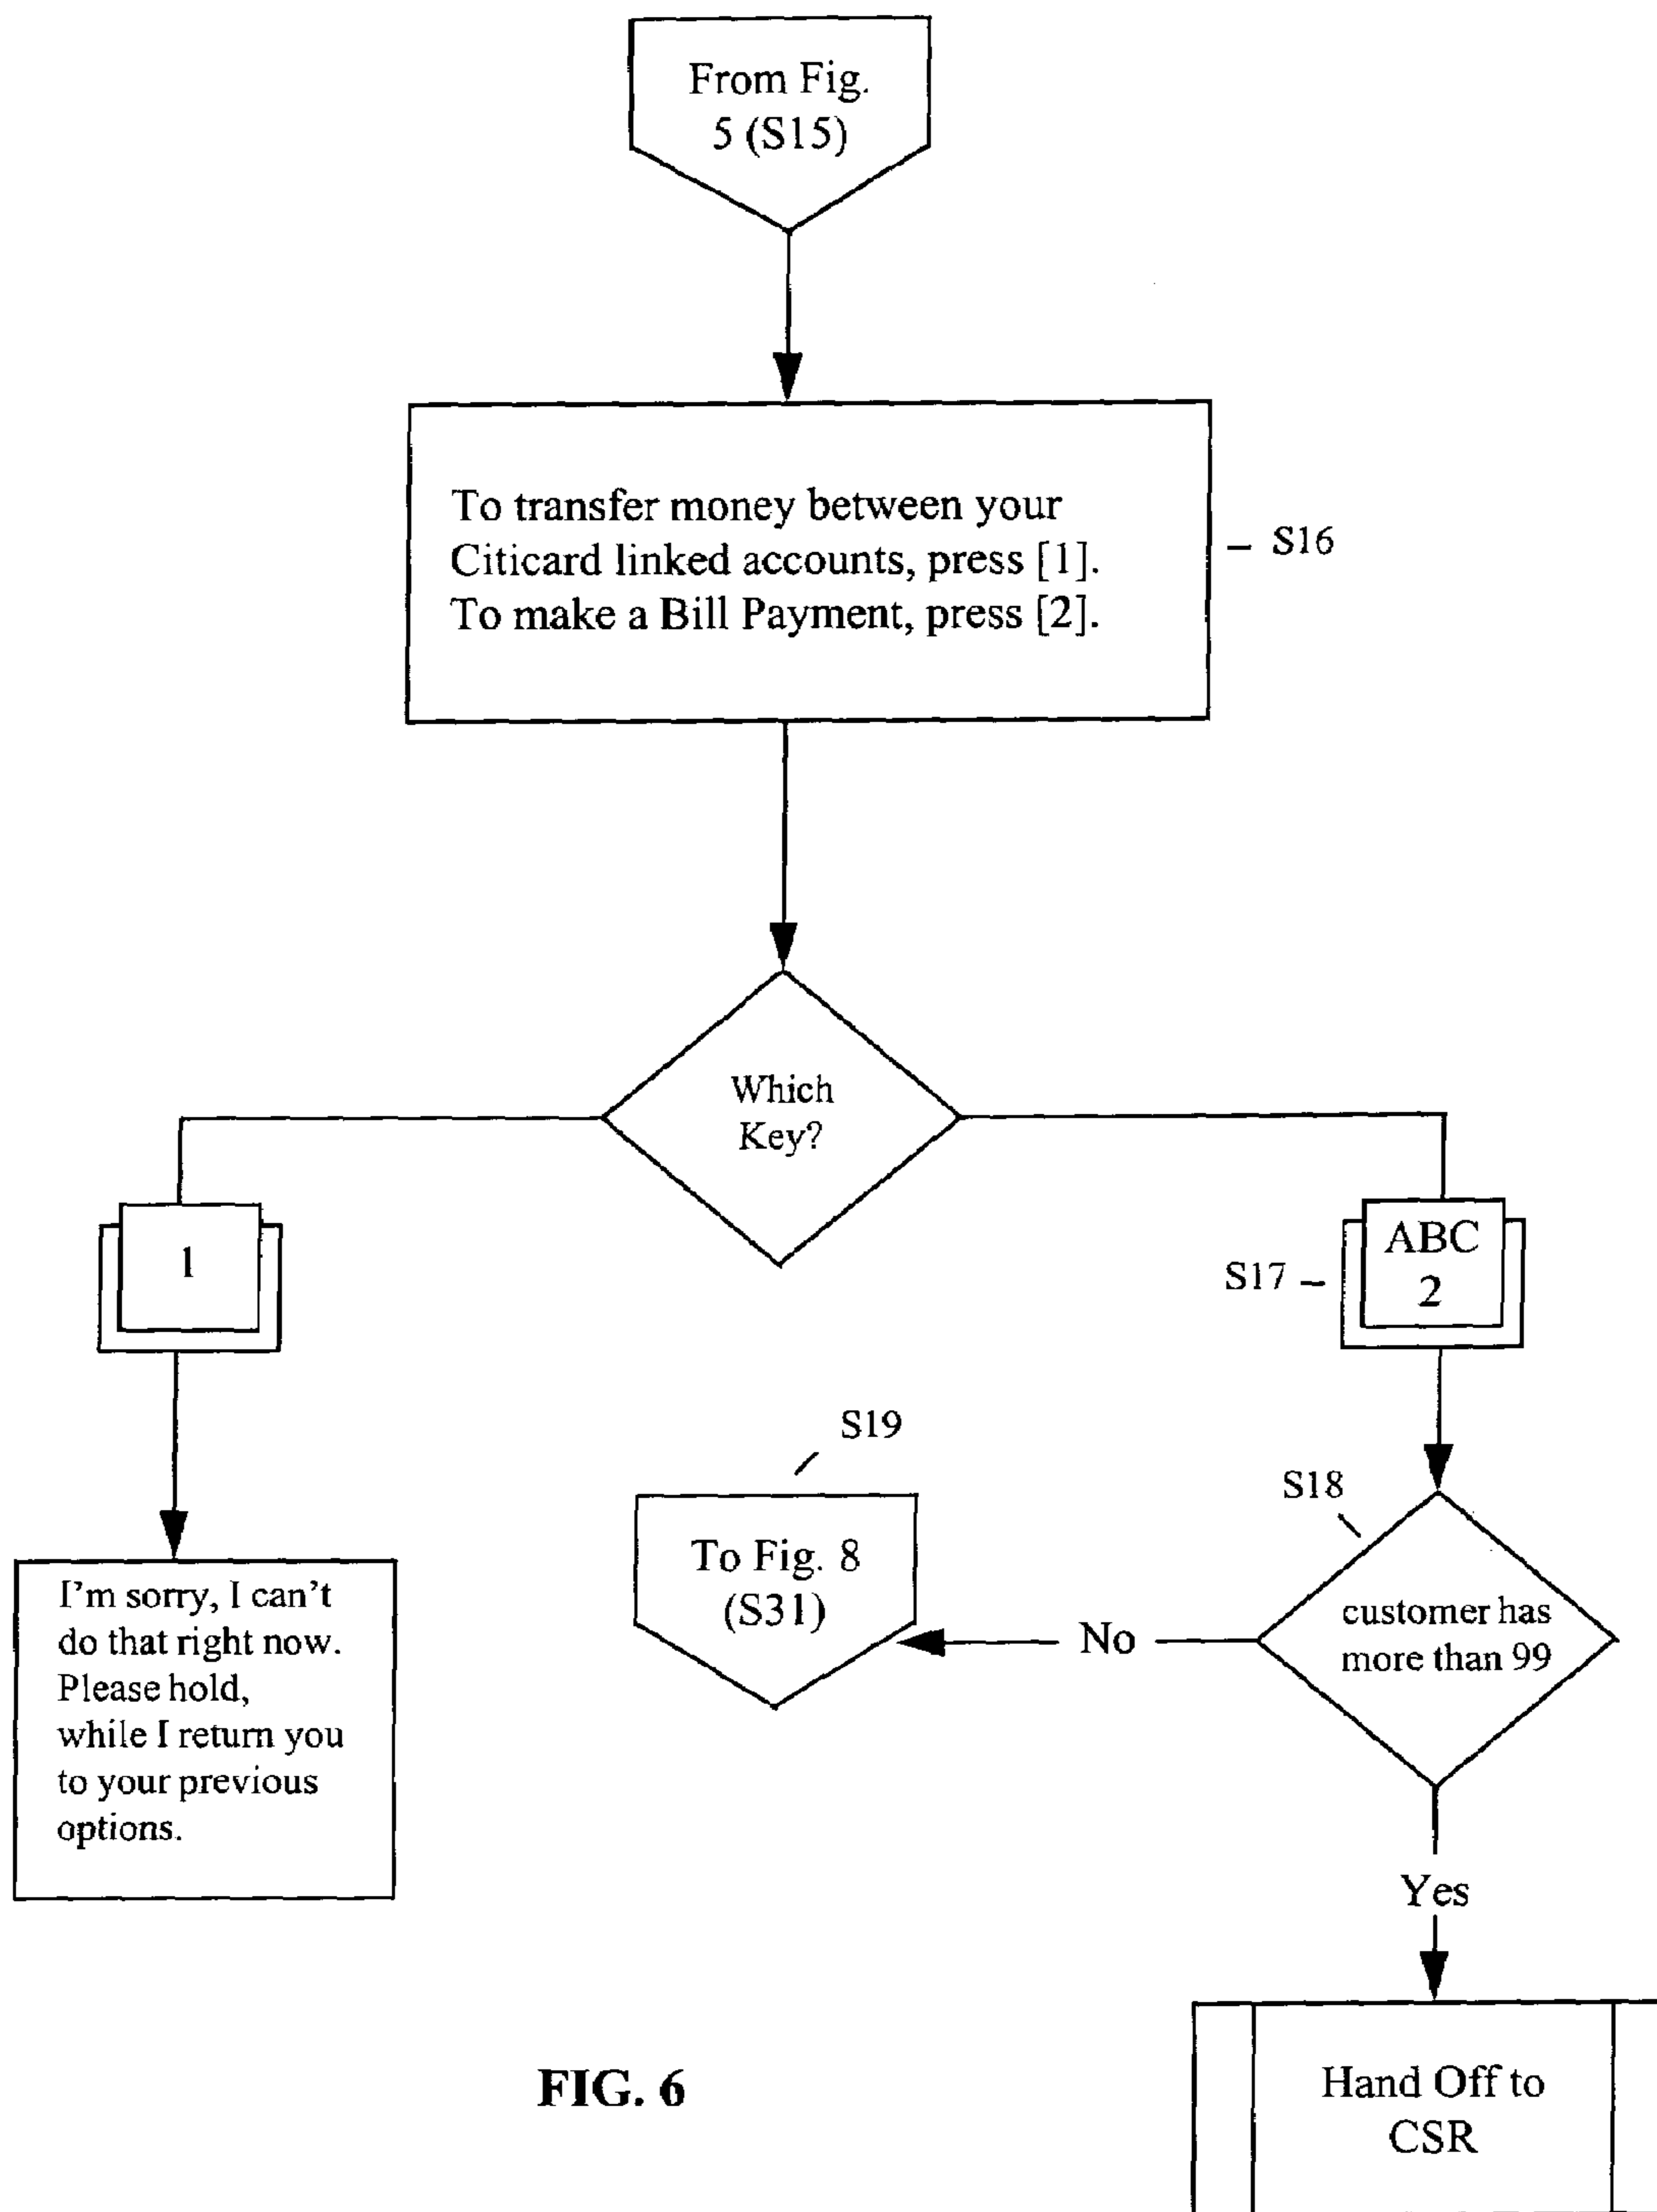 From Fig.
5 (S15)
To transfer money between your
Citicard linked accounts, press [1].
To make a Bill Payment, press [2].
S16
Which
Key?
1
ABC
2
S17
S19
To Fig. 8
(S31)
S18
customer has
more than 99
No
I'm sorry, I can't
do that right now.
Please hold,
while I return you
to your previous
options.
Yes
Hand Off to
CSR
FIG. 6